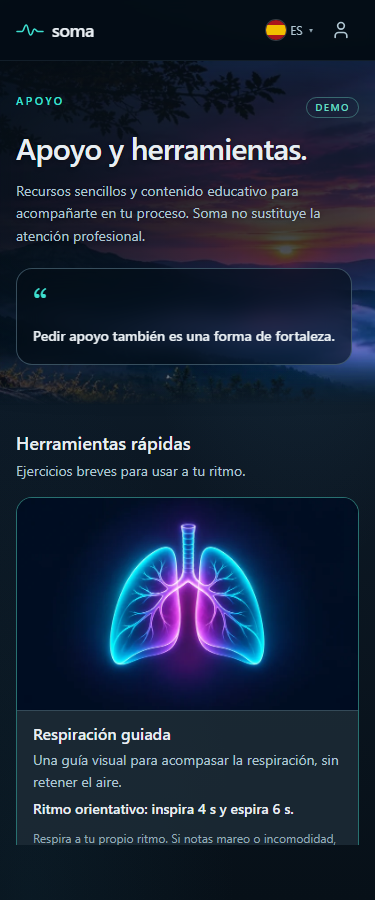 soma
ES
APOYO
DEMO
Apoyo y herramientas.
Recursos sencillos y contenido educativo para
acompañarte en tu proceso. Soma no sustituye la
atención profesional.
“
Pedir apoyo también es una forma de fortaleza.
Herramientas rápidas
Ejercicios breves para usar a tu ritmo.
Respiración guiada
Una guía visual para acompasar la respiración, sin
retener el aire.
Ritmo orientativo: inspira 4 s y espira 6 s.
Respira a tu propio ritmo. Si notas mareo o incomodidad,